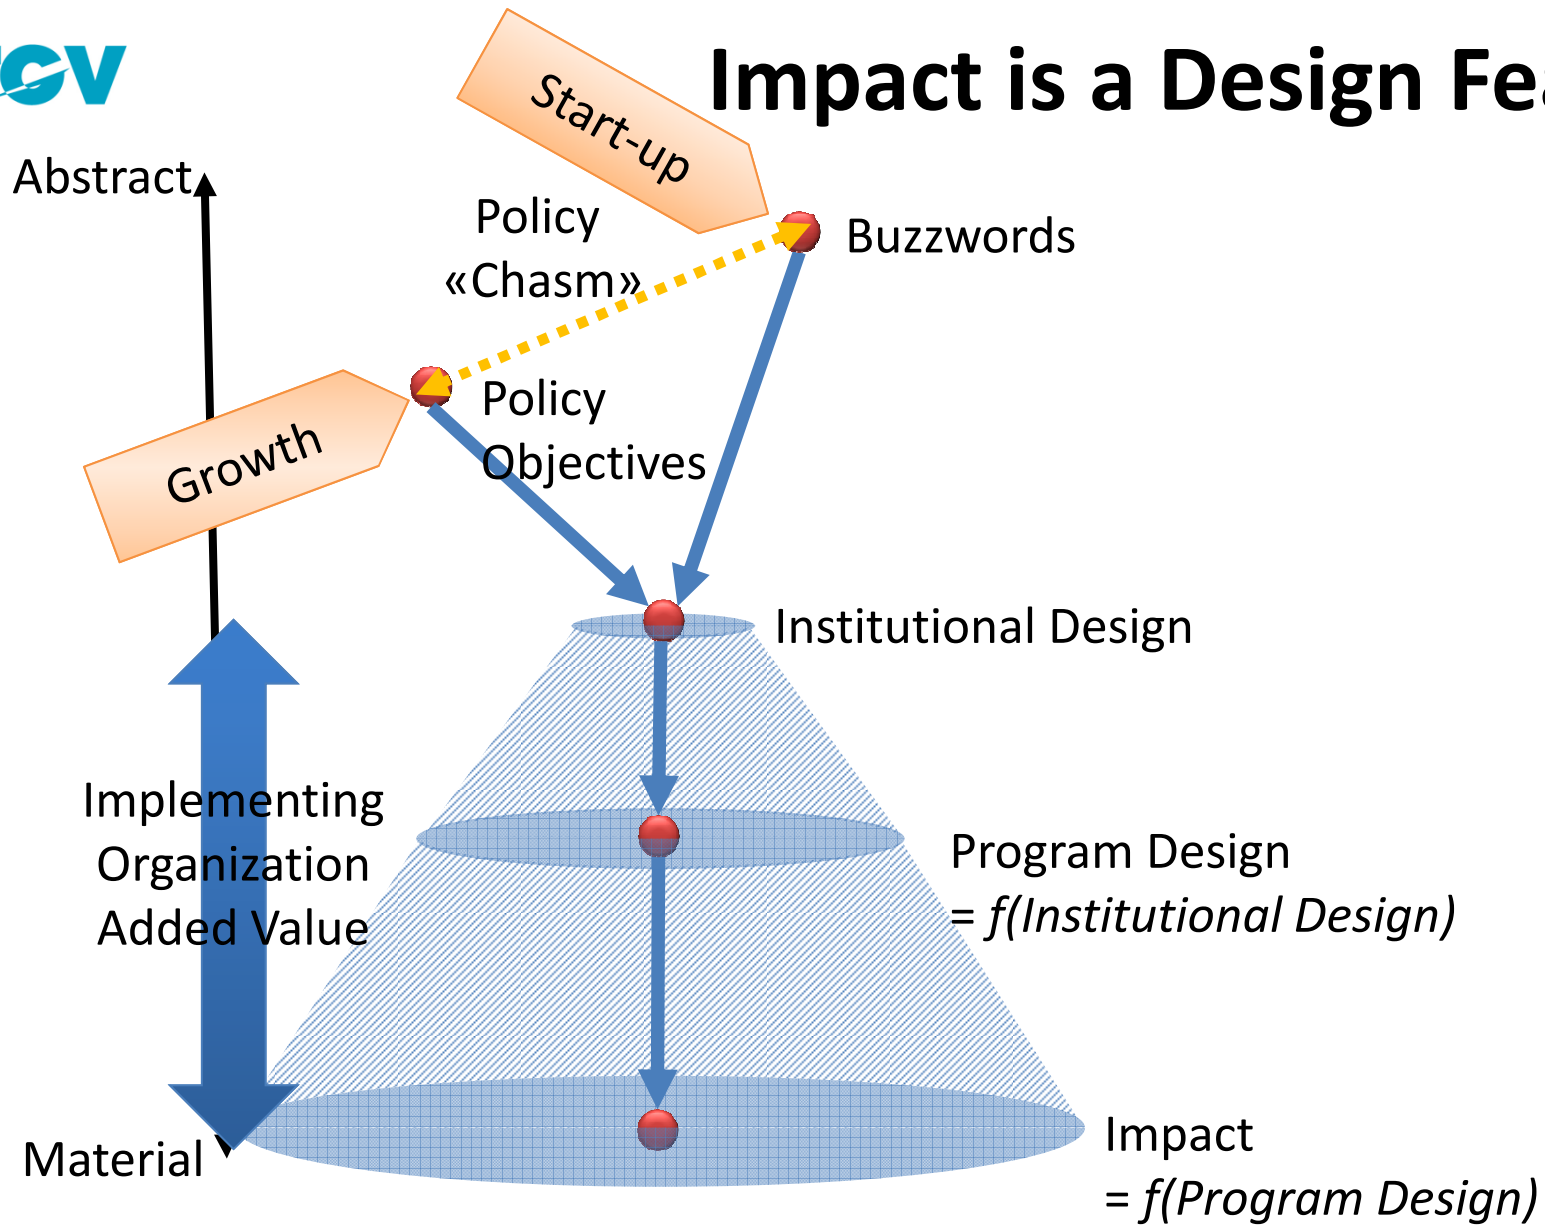 Impact is a Design
Start-up
Abstract
Policy
«Chasm»
Buzzwords
Policy
Objectives
Growth
Institutional Design
Implementing
Organization
Added Value
Program Design
= f(Institutional Design)
Material
Impact
= f(Program Design)